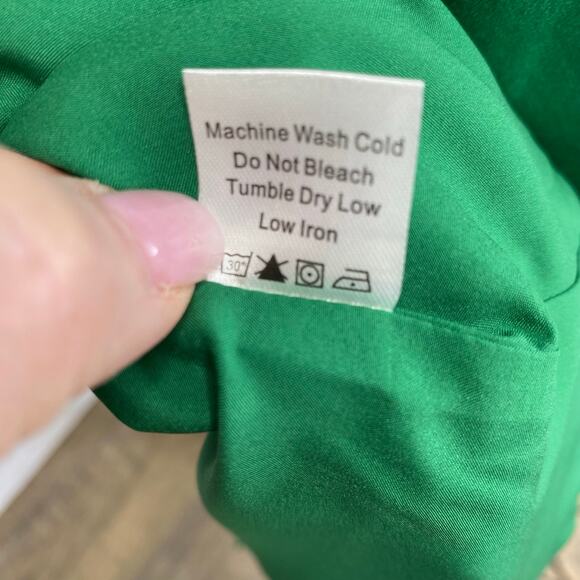 Machine Wash Cold
Do Not Bleach
Tumble Dry Low
Low Iron
30°